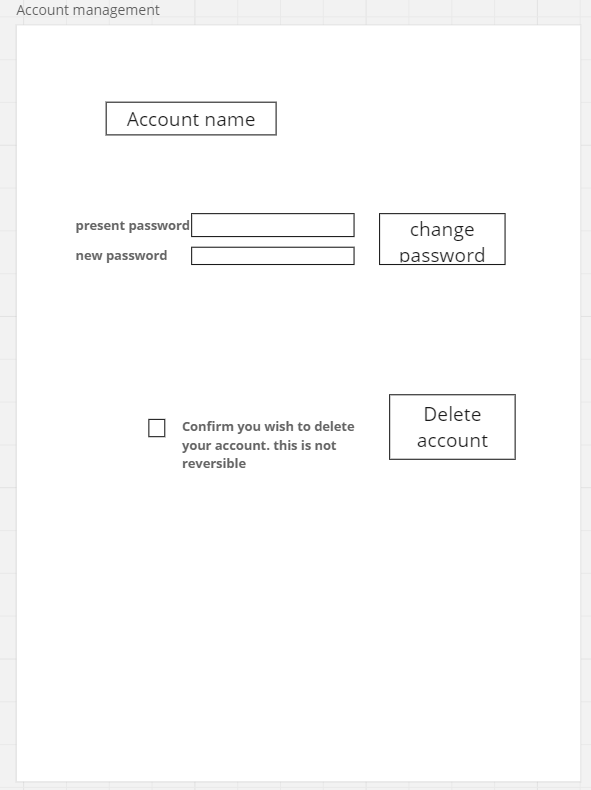 Account management
Account name
present password
change
password
new password
Confirm you wish to delete
your account. this is not
reversible
Delete
account